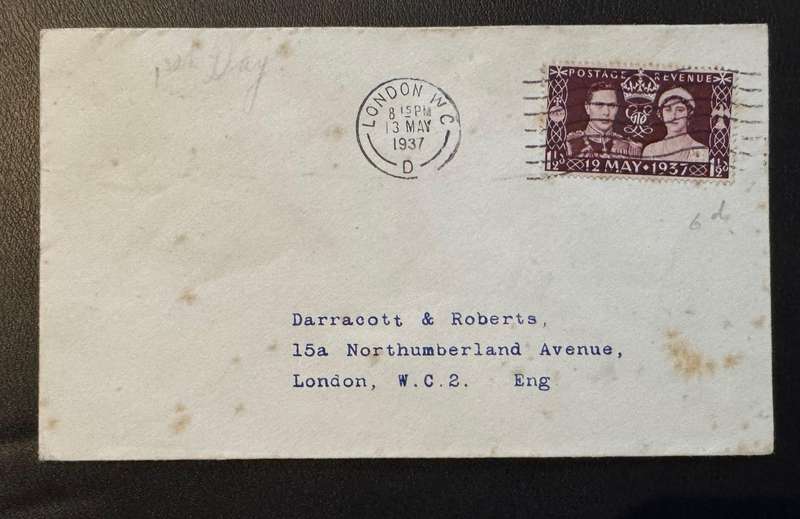 1st Day
LONDON W.C
8 15 PM
13 MAY
1937
D
POSTAGE REVENUE
1½D 12 MAY • 1937 1½D
6d
Darracott & Roberts,
15a Northumberland Avenue,
London, W.C.2. Eng